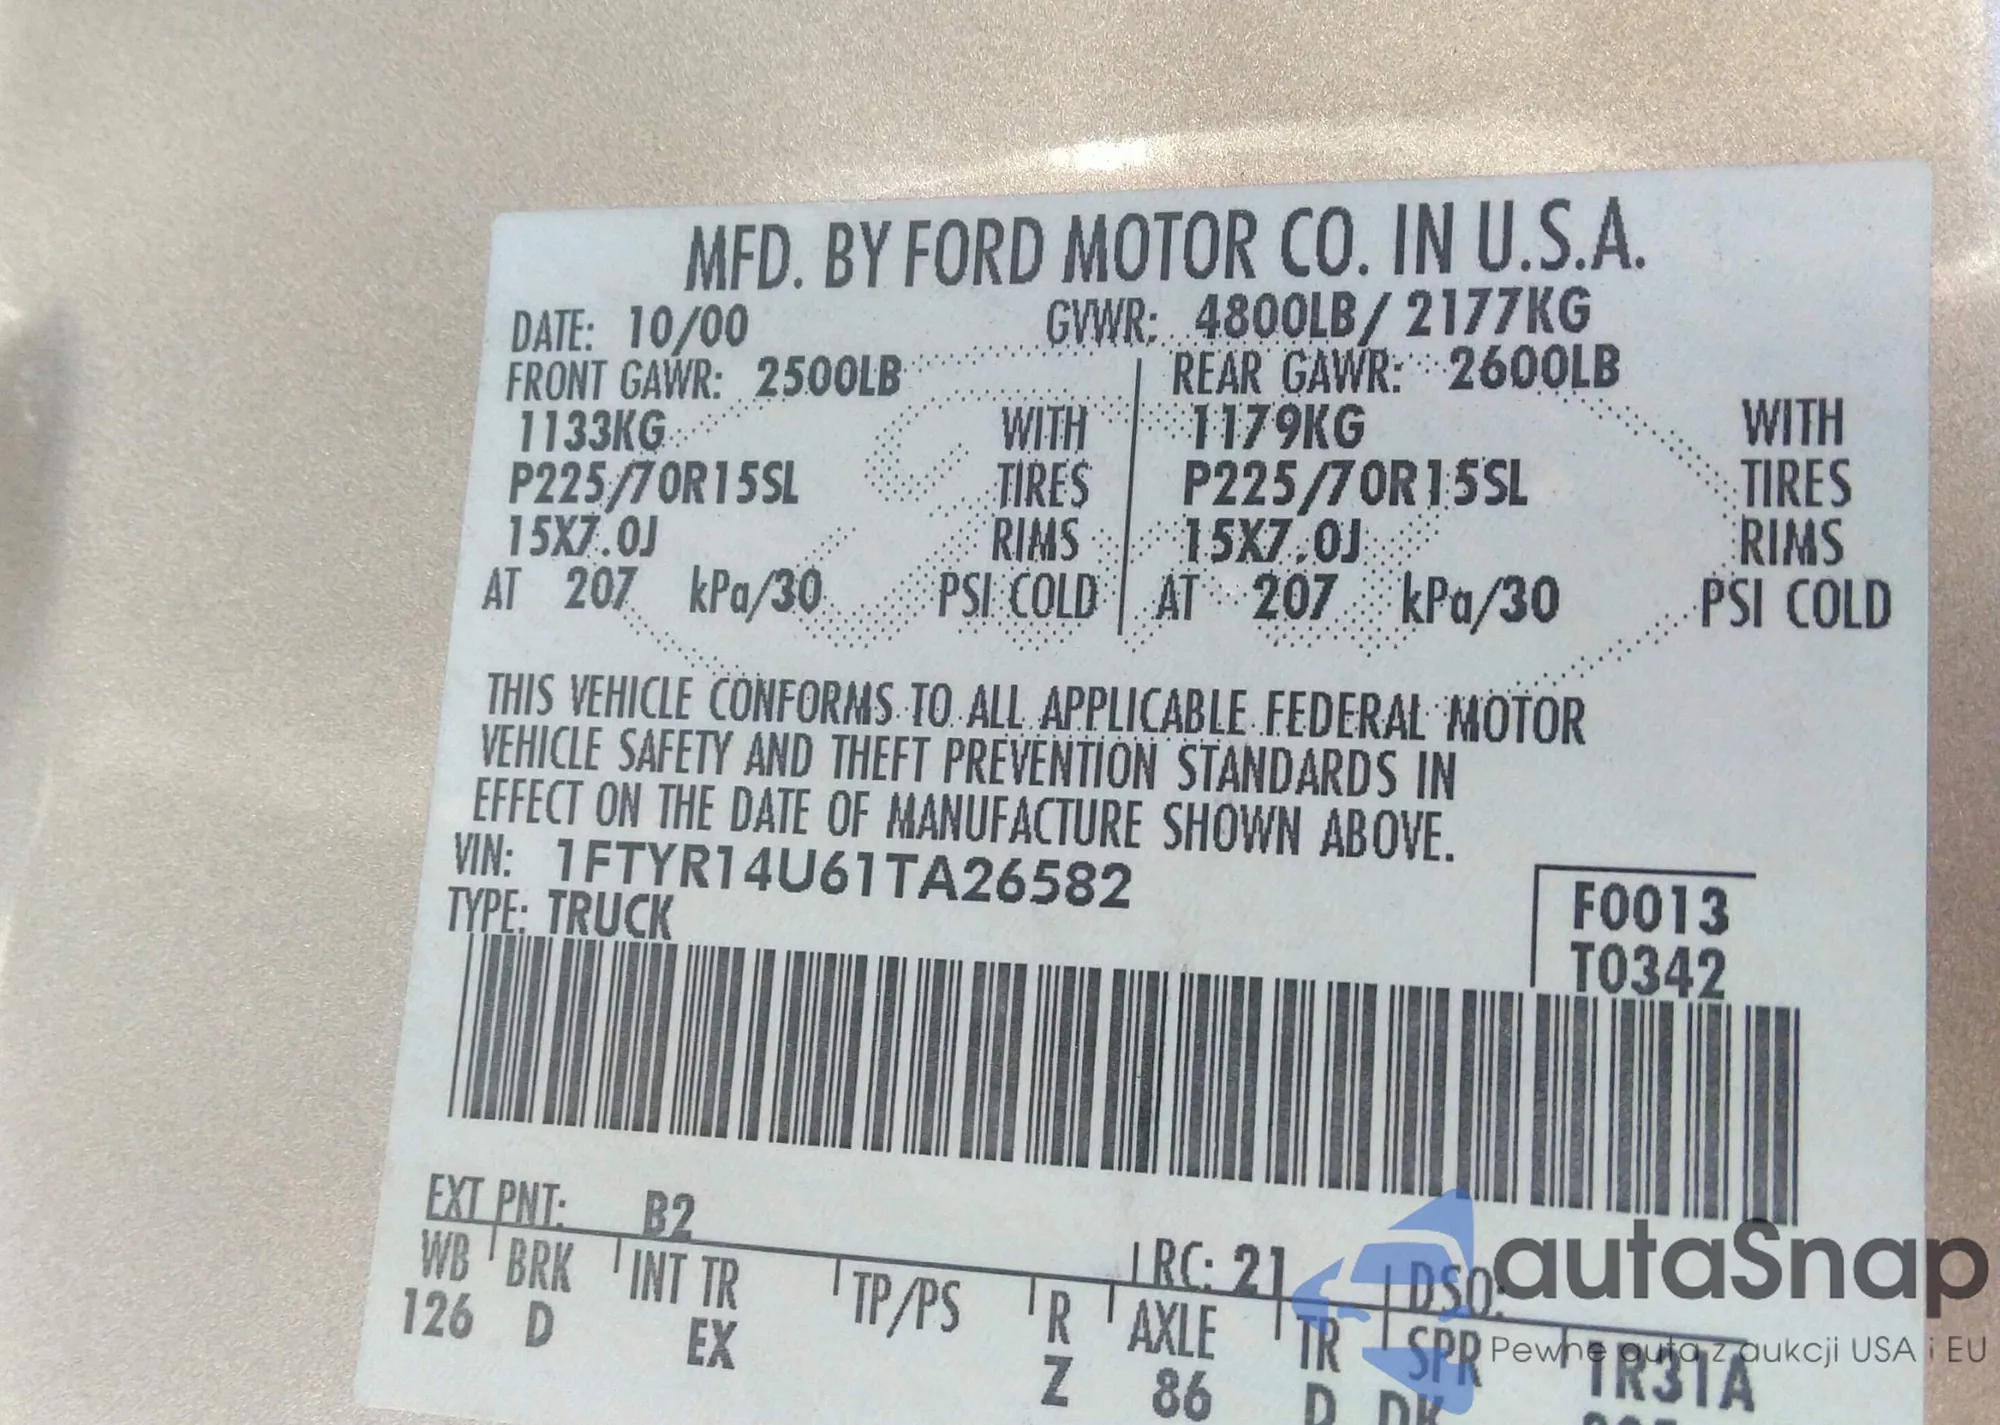 MFD. BY FORD MOTOR CO. IN U.S.A.
DATE: 10/00 GVWR: 4800LB/ 2177KG
FRONT GAWR: 2500LB REAR GAWR: 2600LB
1133KG WITH 1179KG WITH
P225/70R15SL TIRES P225/70R15SL TIRES
15X7.0J RIMS 15X7.0J RIMS
AT 207 kPa/30 PSI COLD AT 207 kPa/30 PSI COLD
THIS VEHICLE CONFORMS TO ALL APPLICABLE FEDERAL MOTOR
VEHICLE SAFETY AND THEFT PREVENTION STANDARDS IN
EFFECT ON THE DATE OF MANUFACTURE SHOWN ABOVE.
VIN: 1FTYR14U61TA26582
TYPE: TRUCK
F0013
T0342
EXT PNT: B2 RC: 21 DSO:
WB BRK INT TR TP/PS R AXLE TR SPR 1R31A
126 D EX Z 86 D DK
autaSnap
Pewne auta z aukcji USA i EU